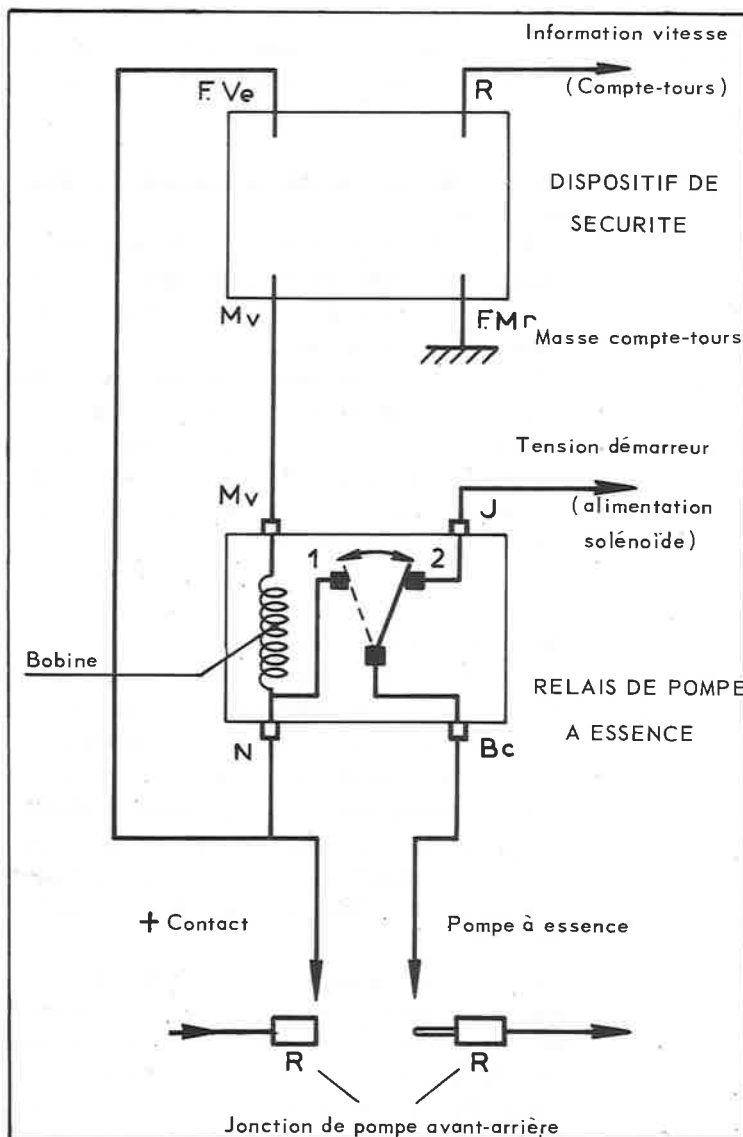 Information vitesse
F.Ve
R
(Compte-tours)
DISPOSITIF DE
SECURITE
Mv
F.Mr
Masse compte-tours
Tension démarreur
Mv
J
(alimentation
solénoïde)
1
2
Bobine
RELAIS DE POMPE
A ESSENCE
N
Bc
+ Contact
Pompe à essence
R
R
Jonction de pompe avant-arrière